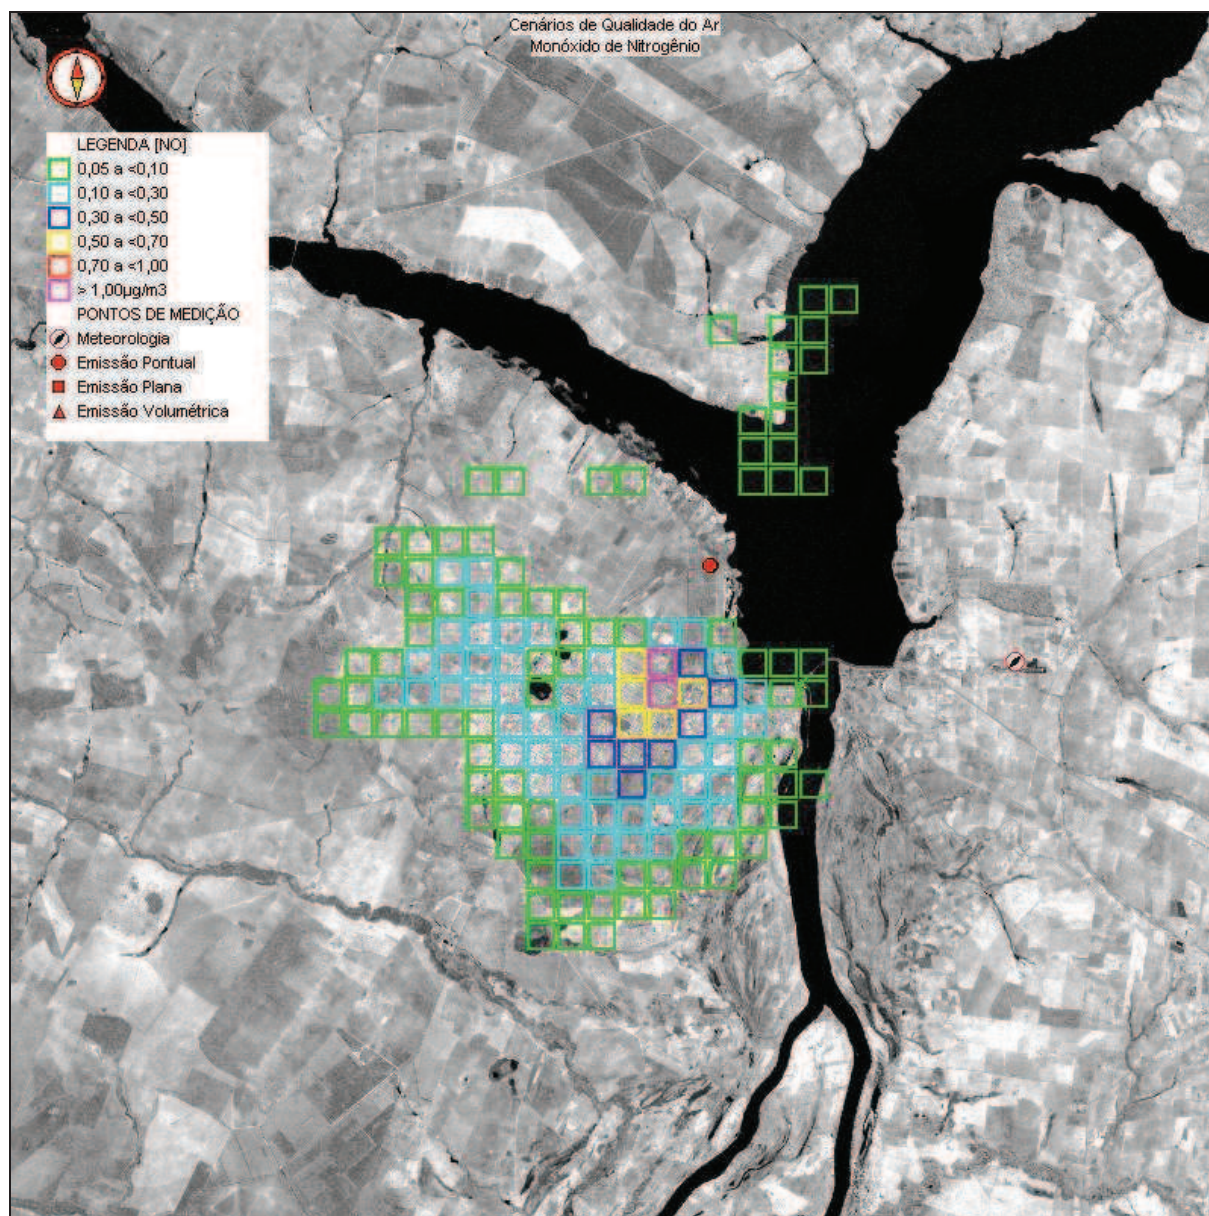 Cenários de Qualidade do Ar
Monóxido de Nitrogênio
LEGENDA [NO]
0,05 a <0,10
0,10 a <0,30
0,30 a <0,50
0,50 a <0,70
0,70 a <1,00
> 1,00µg/m3
PONTOS DE MEDIÇÃO
Meteorologia
Emissão Pontual
Emissão Plana
Emissão Volumétrica